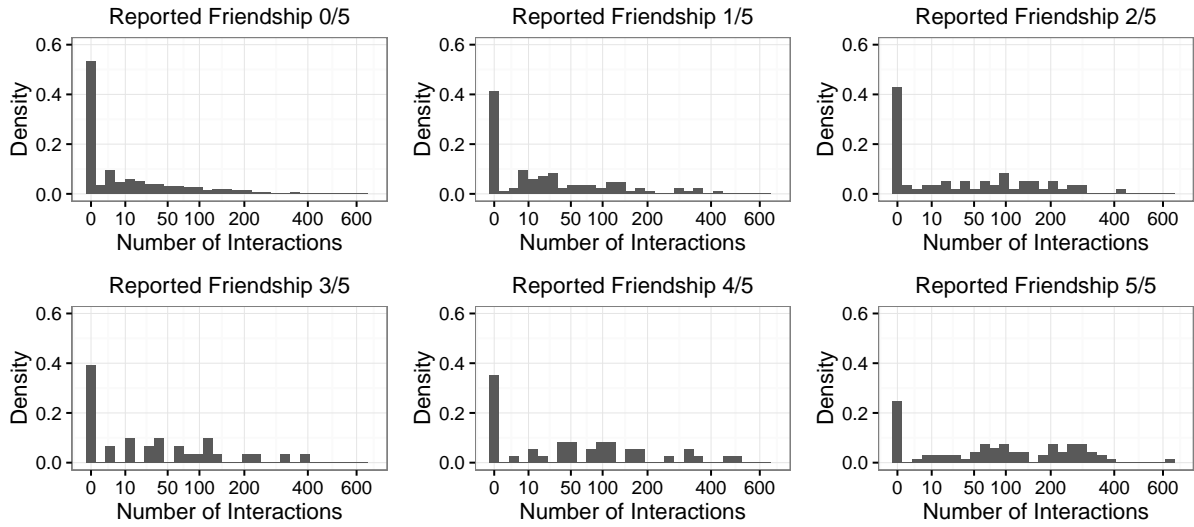 Reported Friendship 0/5
0.6
0.4
0.2
0.0
Density
0 10 50 100 200 400 600
Number of Interactions
Reported Friendship 1/5
0.6
0.4
0.2
0.0
Density
0 10 50 100 200 400 600
Number of Interactions
Reported Friendship 2/5
0.6
0.4
0.2
0.0
Density
0 10 50 100 200 400 600
Number of Interactions
Reported Friendship 3/5
0.6
0.4
0.2
0.0
Density
0 10 50 100 200 400 600
Number of Interactions
Reported Friendship 4/5
0.6
0.4
0.2
0.0
Density
0 10 50 100 200 400 600
Number of Interactions
Reported Friendship 5/5
0.6
0.4
0.2
0.0
Density
0 10 50 100 200 400 600
Number of Interactions